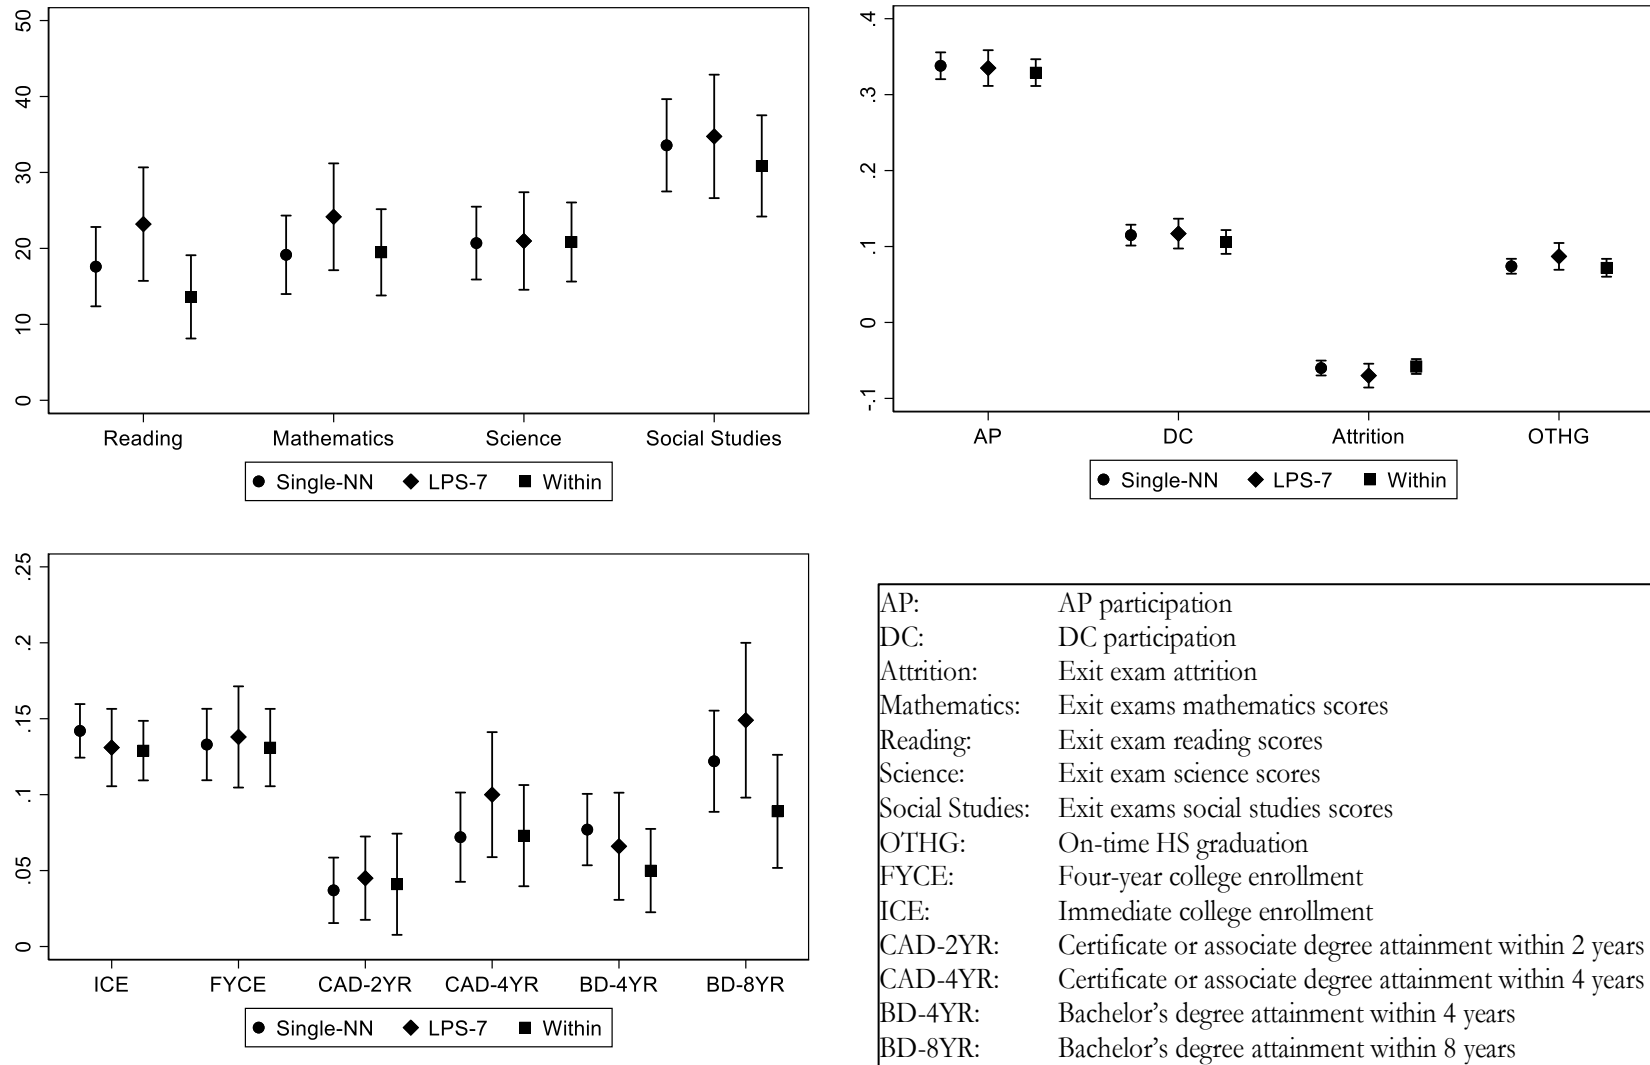 50
40
30
20
10
0
Reading Mathematics Science Social Studies
Single-NN LPS-7 Within
.4
.3
.2
.1
0
-.1
AP DC Attrition OTHG
Single-NN LPS-7 Within
.25
.2
.15
.1
.05
0
ICE FYCE CAD-2YR CAD-4YR BD-4YR BD-8YR
Single-NN LPS-7 Within
AP: AP participation
DC: DC participation
Attrition: Exit exam attrition
Mathematics: Exit exams mathematics scores
Reading: Exit exam reading scores
Science: Exit exam science scores
Social Studies: Exit exams social studies scores
OTHG: On-time HS graduation
FYCE: Four-year college enrollment
ICE: Immediate college enrollment
CAD-2YR: Certificate or associate degree attainment within 2 years
CAD-4YR: Certificate or associate degree attainment within 4 years
BD-4YR: Bachelor’s degree attainment within 4 years
BD-8YR: Bachelor’s degree attainment within 8 years